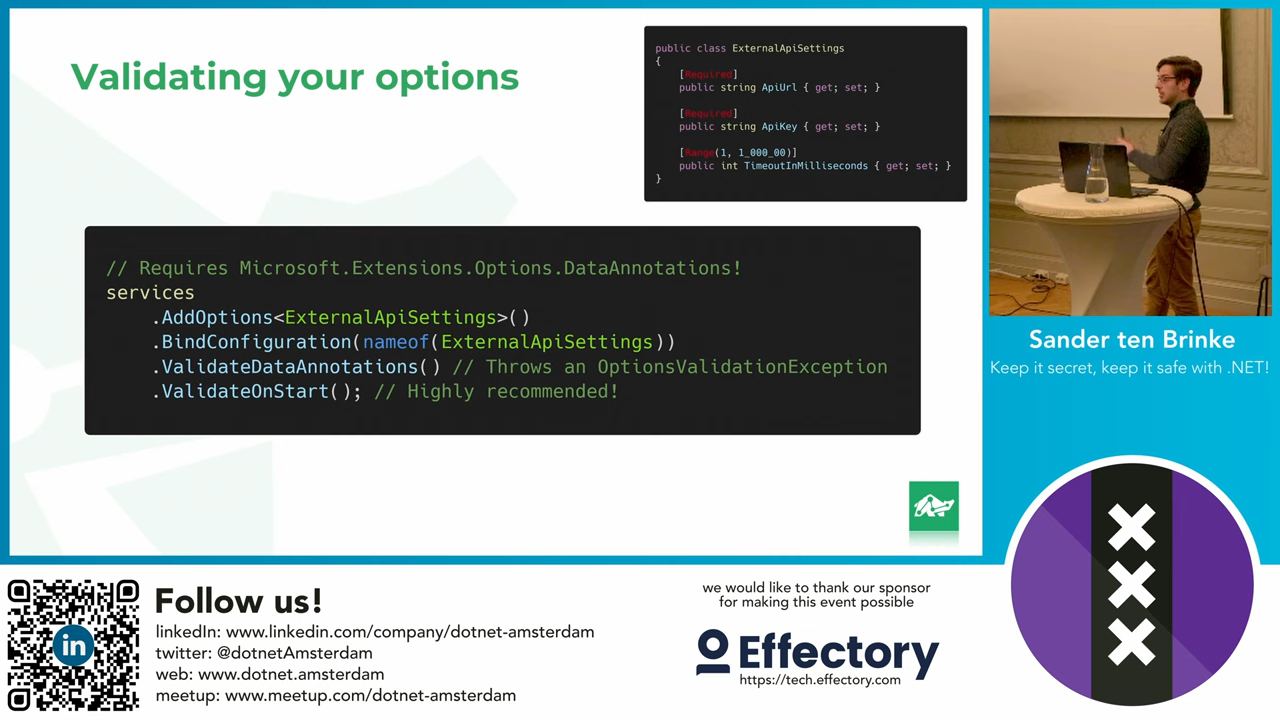 Validating your options
public class ExternalApiSettings
{
[Required]
public string ApiUrl { get; set; }
[Required]
public string ApiKey { get; set; }
[Range(1, 1_000_00)]
public int TimeoutInMilliseconds { get; set; }
}
// Requires Microsoft.Extensions.Options.DataAnnotations!
services
.AddOptions<ExternalApiSettings>()
.BindConfiguration(nameof(ExternalApiSettings))
.ValidateDataAnnotations() // Throws an OptionsValidationException
.ValidateOnStart(); // Highly recommended!
Sander ten Brinke
Keep it secret, keep it safe with .NET!
in
Follow us!
linkedIn: www.linkedin.com/company/dotnet-amsterdam
twitter: @dotnetAmsterdam
web: www.dotnet.amsterdam
meetup: www.meetup.com/dotnet-amsterdam
we would like to thank our sponsor
for making this event possible
Effectory
https://tech.effectory.com